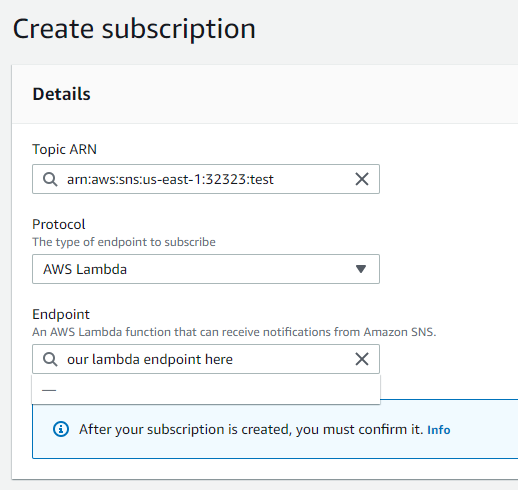 Create subscription
Details
Topic ARN
arn:aws:sns:us-east-1:32323:test
Protocol
The type of endpoint to subscribe
AWS Lambda
Endpoint
An AWS Lambda function that can receive notifications from Amazon SNS.
our lambda endpoint here
—
After your subscription is created, you must confirm it. Info